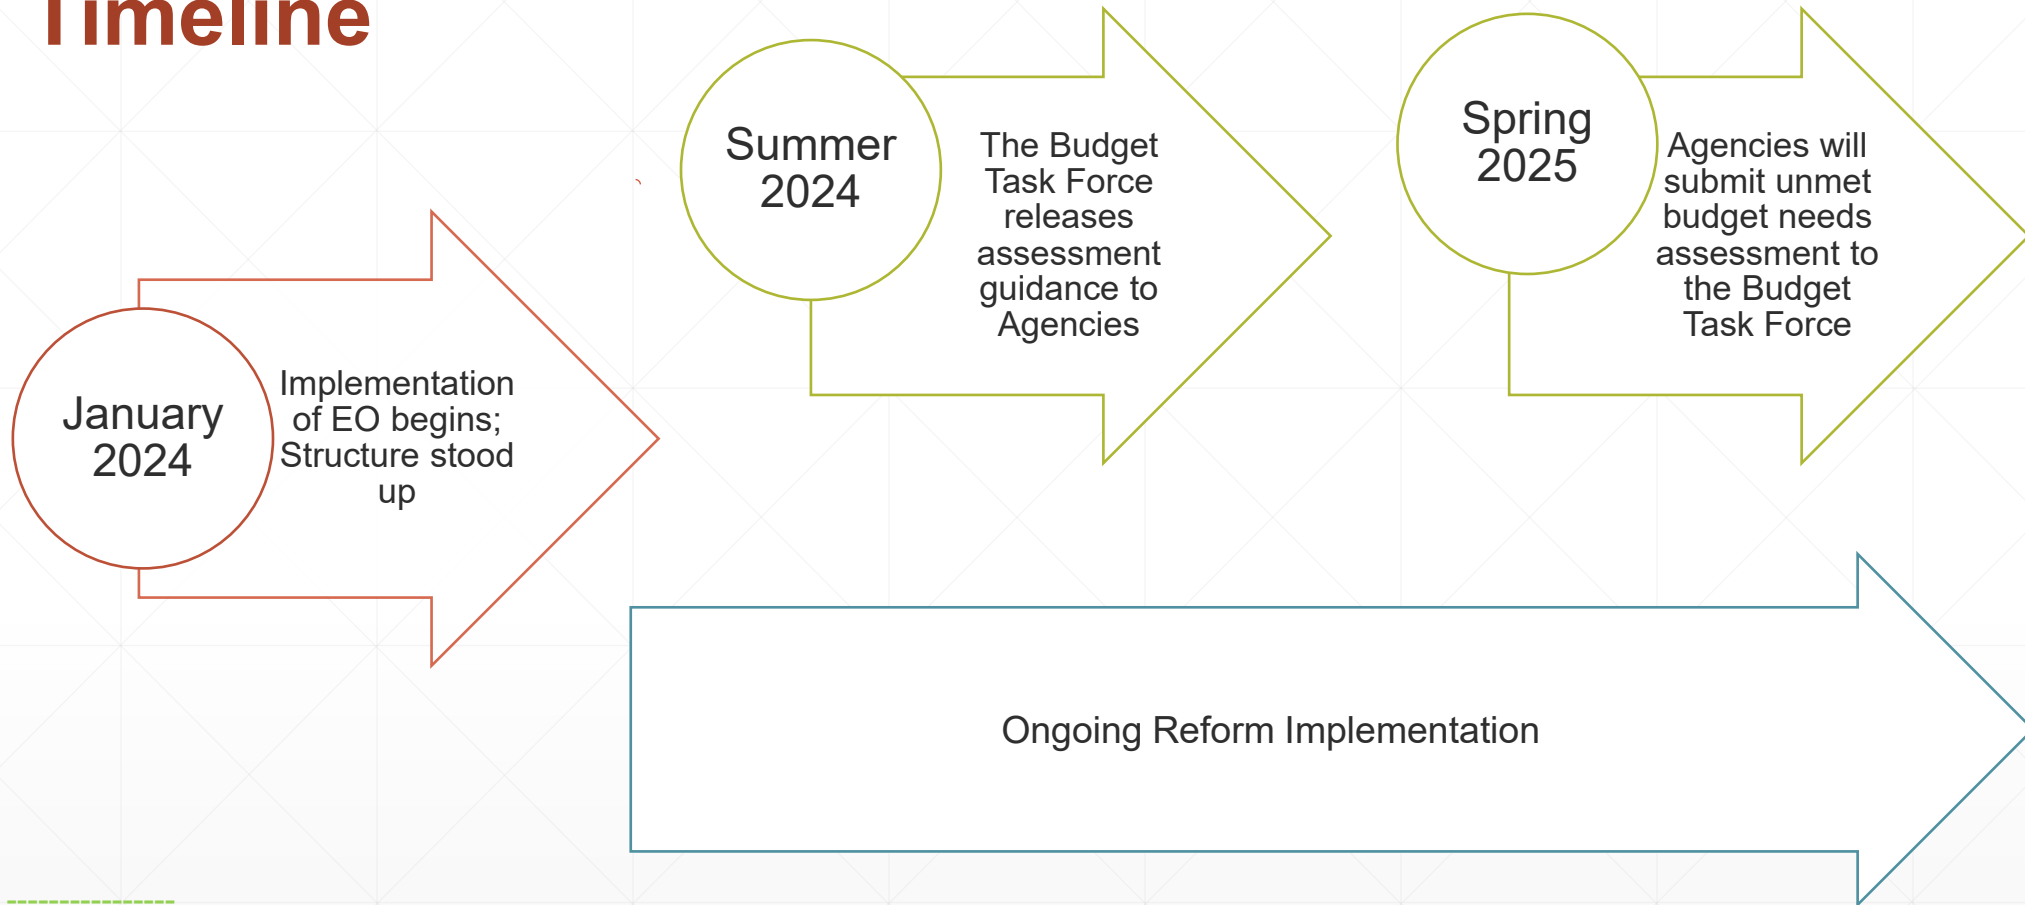 Timeline
January
2024
Implementation
of EO begins;
Structure stood
up
Summer
2024
The Budget
Task Force
releases
assessment
guidance to
Agencies
Spring
2025
Agencies will
submit unmet
budget needs
assessment to
the Budget
Task Force
Ongoing Reform Implementation